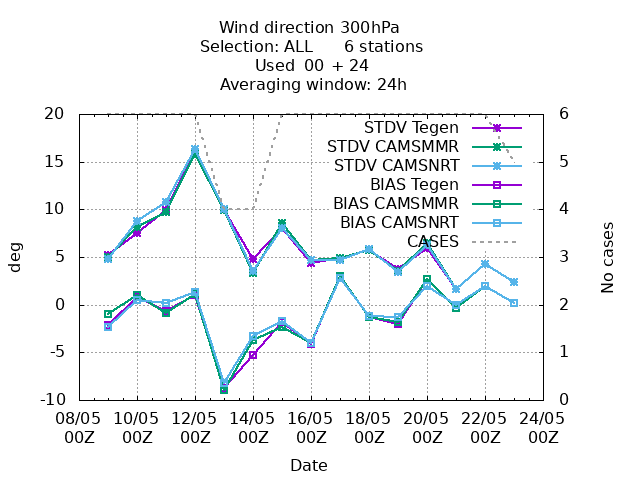 Wind direction 300hPa
Selection: ALL 6 stations
Used 00 + 24
Averaging window: 24h
20 6
STDV Tegen
STDV CAMSMMR
15 5
STDV CAMSNRT
BIAS Tegen
BIAS CAMSMMR
10 4
BIAS CAMSNRT
CASES
deg
No cases
5 3
0 2
-5 1
-10 0
08/05 10/05 12/05 14/05 16/05 18/05 20/05 22/05 24/05
00Z 00Z 00Z 00Z 00Z 00Z 00Z 00Z 00Z
Date